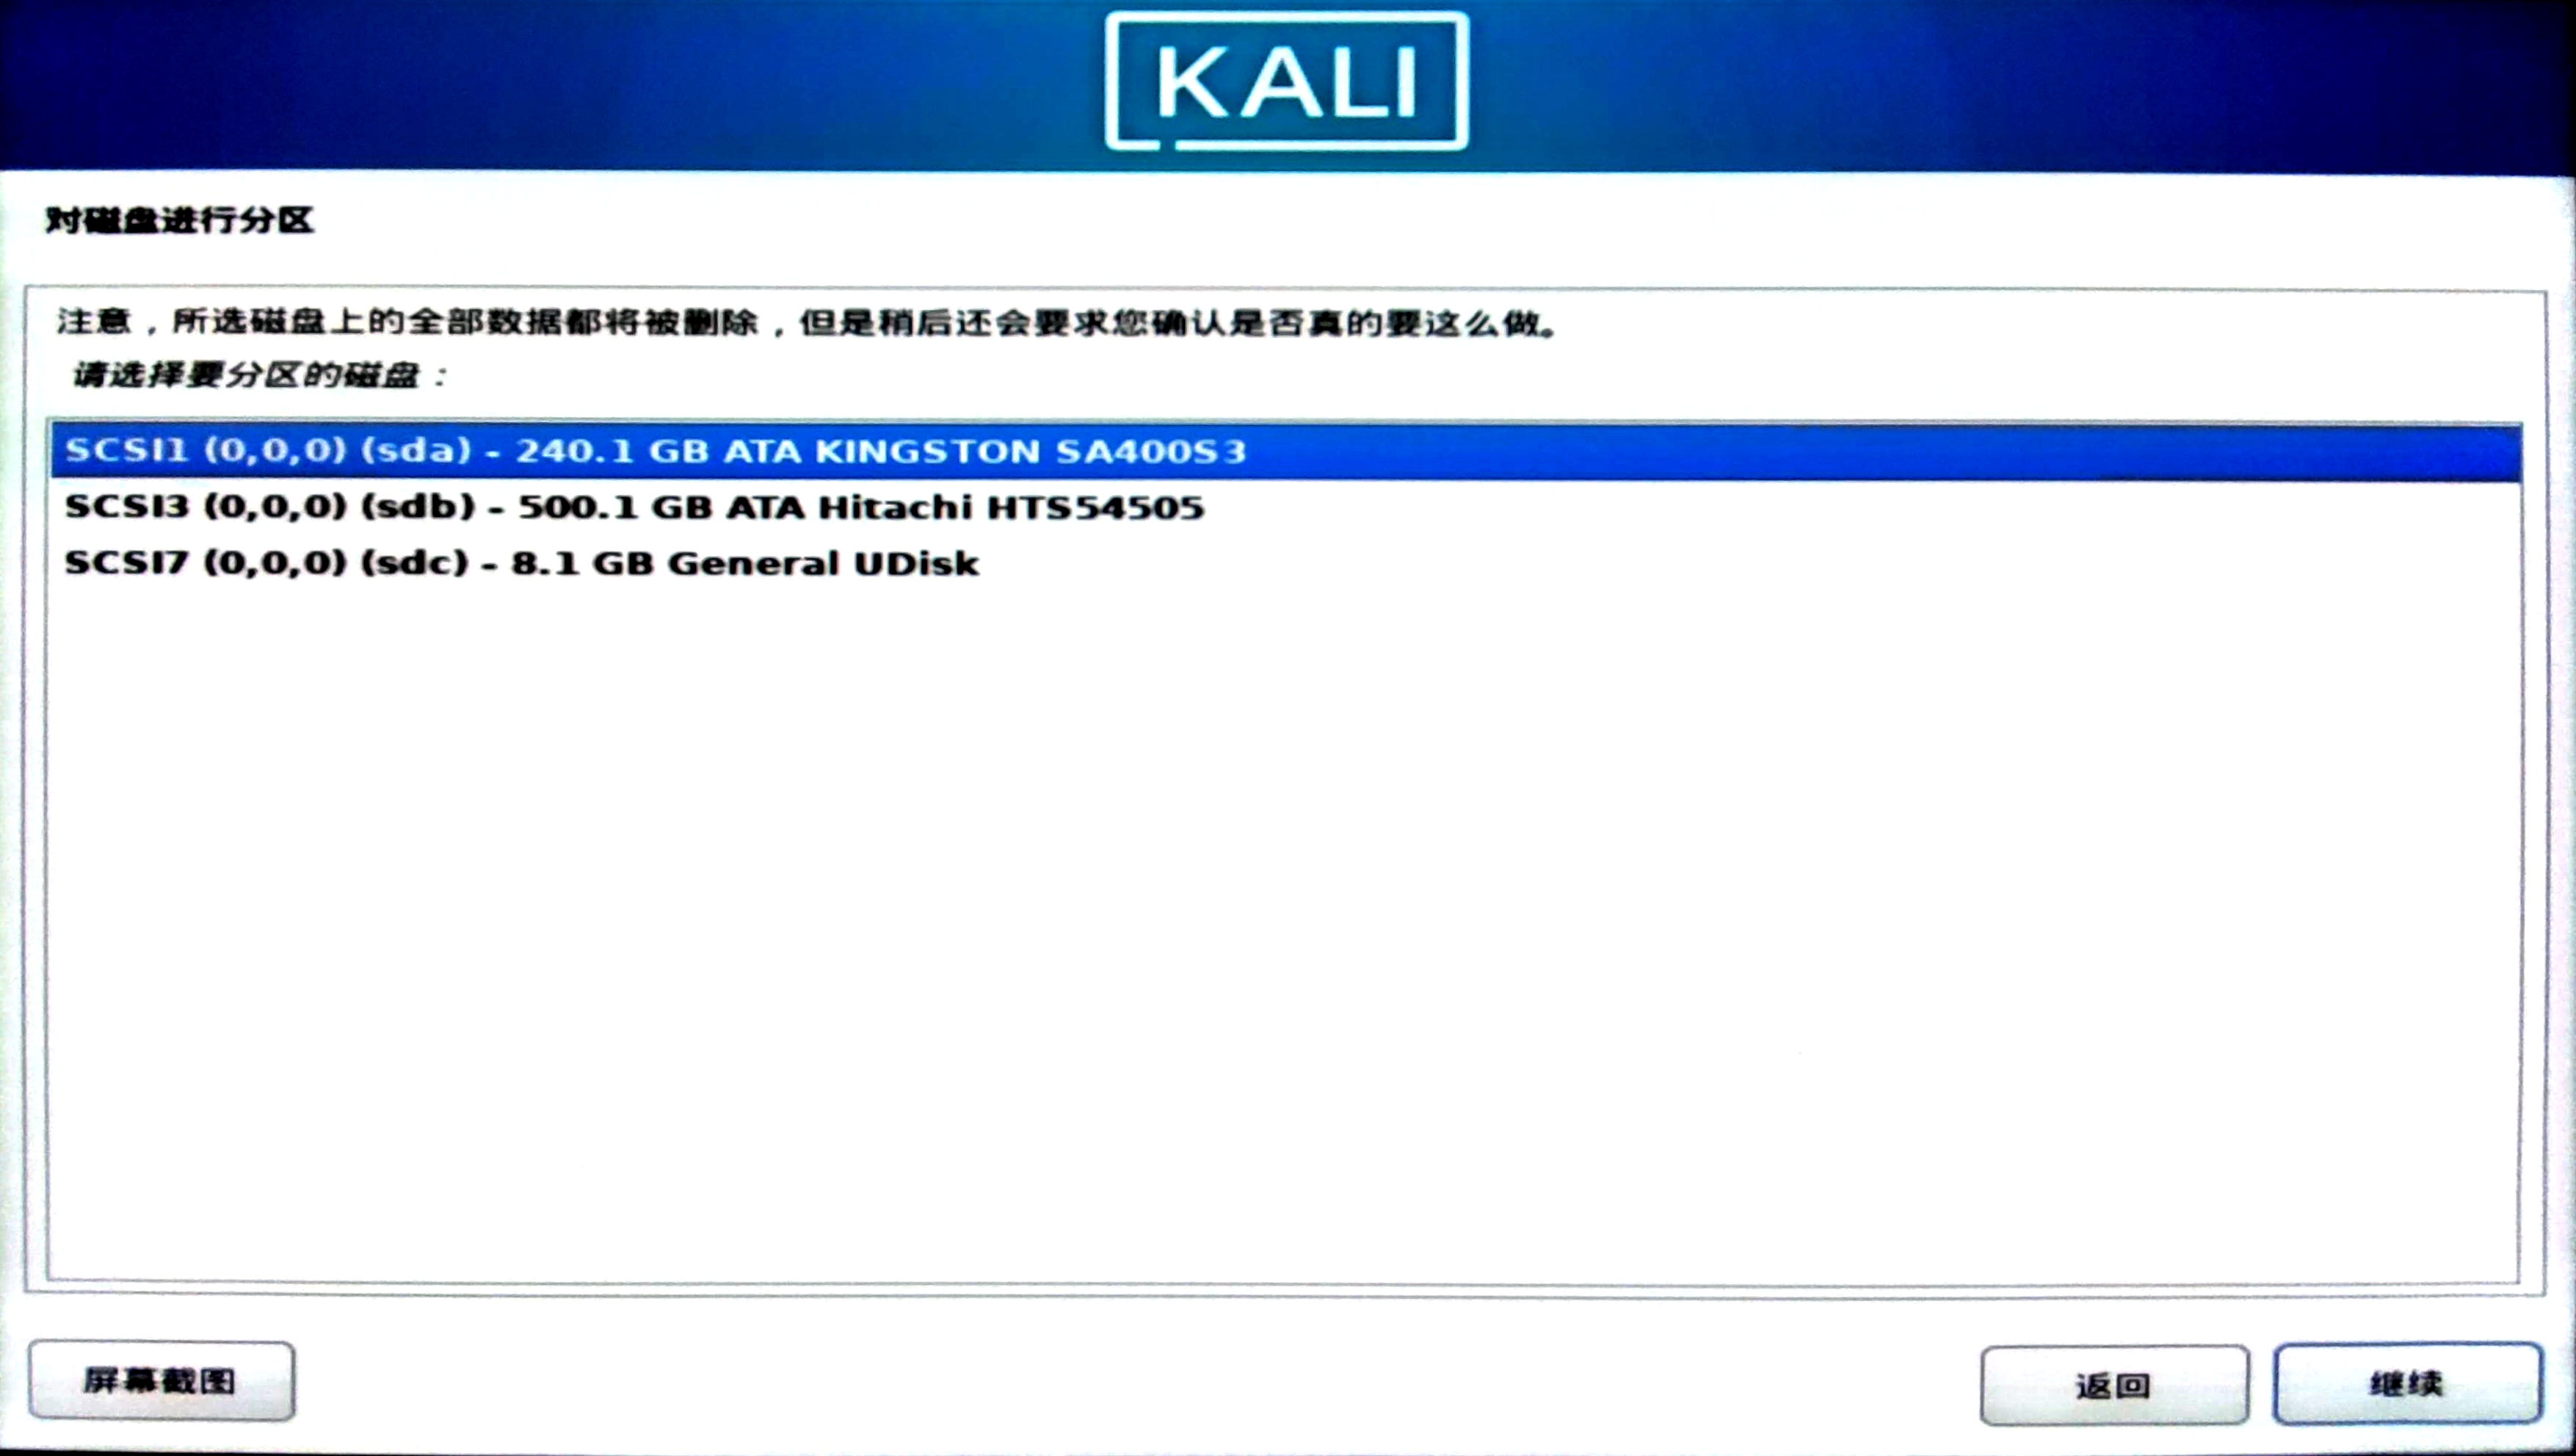 KALI
对磁盘进行分区
注意，所选磁盘上的全部数据都将被删除，但是稍后还会要求您确认是否真的要这么做。
请选择要分区的磁盘：
SCSI1 (0,0,0) (sda) - 240.1 GB ATA KINGSTON SA400S3
SCSI3 (0,0,0) (sdb) - 500.1 GB ATA Hitachi HTS54505
SCSI7 (0,0,0) (sdc) - 8.1 GB General UDisk
屏幕截图
返回
继续